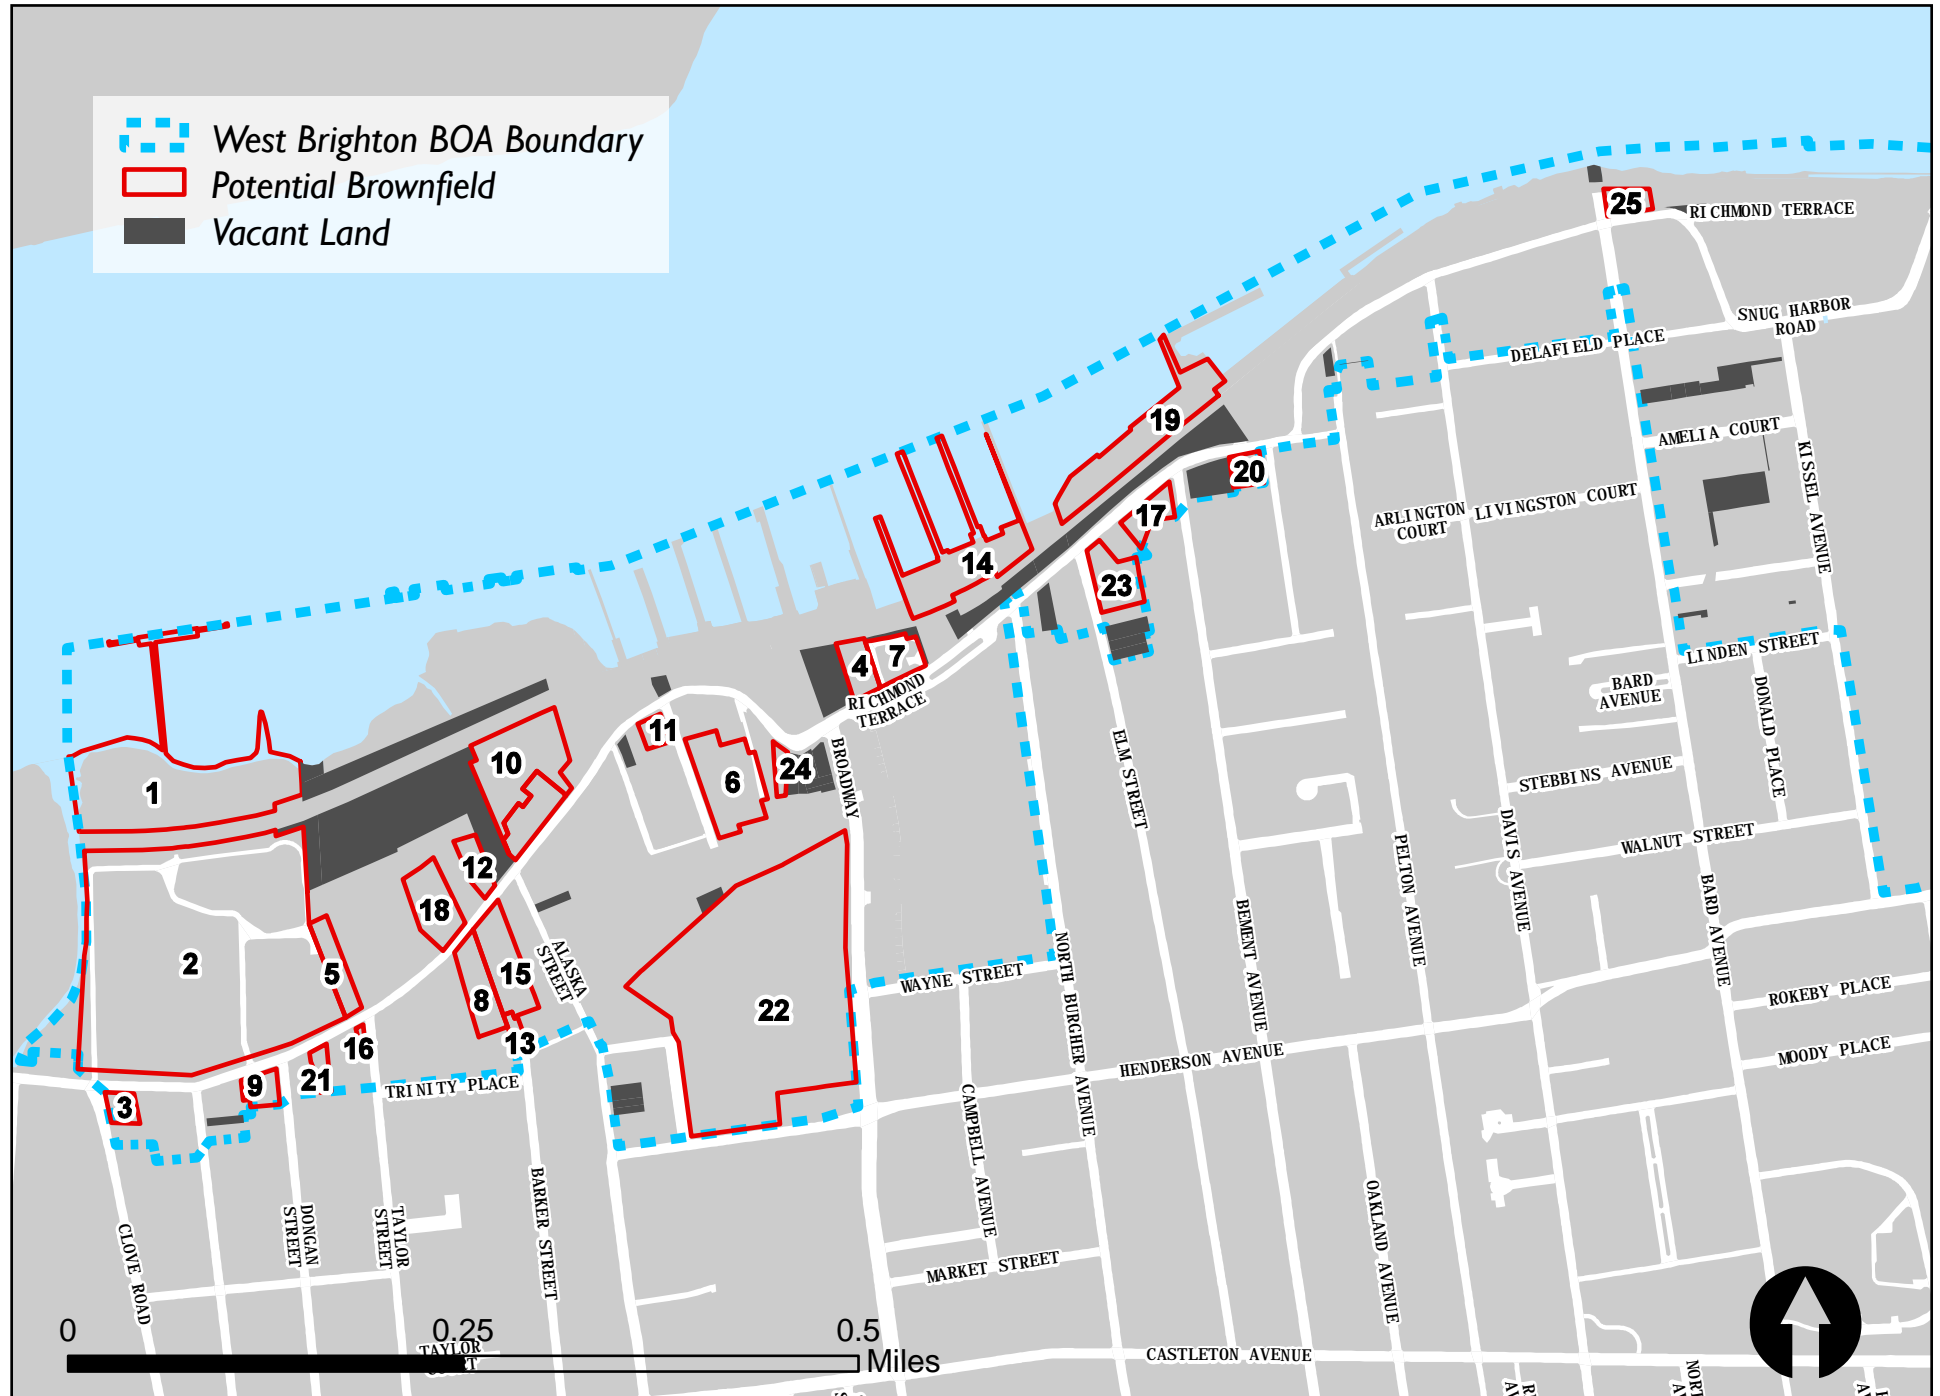 West Brighton BOA Boundary
Potential Brownfield
Vacant Land
25
RICHMOND TERRACE
SNUG HARBOR
ROAD
DELAFIELD PLACE
19
AMELIA COURT
20
KISSEL AVENUE
17
ARLINGTON
COURT
LIVINGSTON COURT
14
23
4
7
RICHMOND
TERRACE
LINDEN STREET
BARD
AVENUE
DONALD PLACE
11
10
6
24
BROADWAY
ELM STREET
STEBBINS AVENUE
1
12
18
WALNUT STREET
PELTON AVENUE
DAVIS AVENUE
BARD AVENUE
2
5
15
8
ALASKA
STREET
22
WAYNE STREET
NORTH BURGHER AVENUE
BEMENT AVENUE
ROKEBY PLACE
16
13
MOODY PLACE
HENDERSON AVENUE
9
21
TRINITY PLACE
3
CAMPBELL AVENUE
CLOVE ROAD
DONGAN
STREET
TAYLOR
STREET
BARKER STREET
OAKLAND AVENUE
MARKET STREET
CASTLETON AVENUE
TAYLOR
0
0.25
0.5
Miles